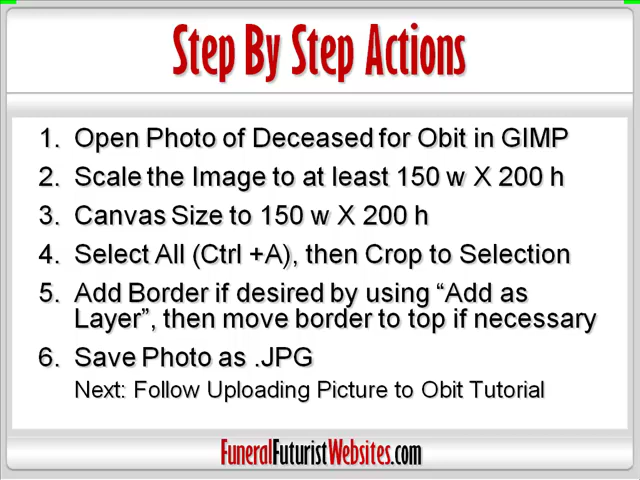 Step By Step Actions
1. Open Photo of Deceased for Obit in GIMP
2. Scale the Image to at least 150 w X 200 h
3. Canvas Size to 150 w X 200 h
4. Select All (Ctrl +A), then Crop to Selection
5. Add Border if desired by using “Add as
Layer”, then move border to top if necessary
6. Save Photo as .JPG
Next: Follow Uploading Picture to Obit Tutorial
FuneralFuturistWebsites.com